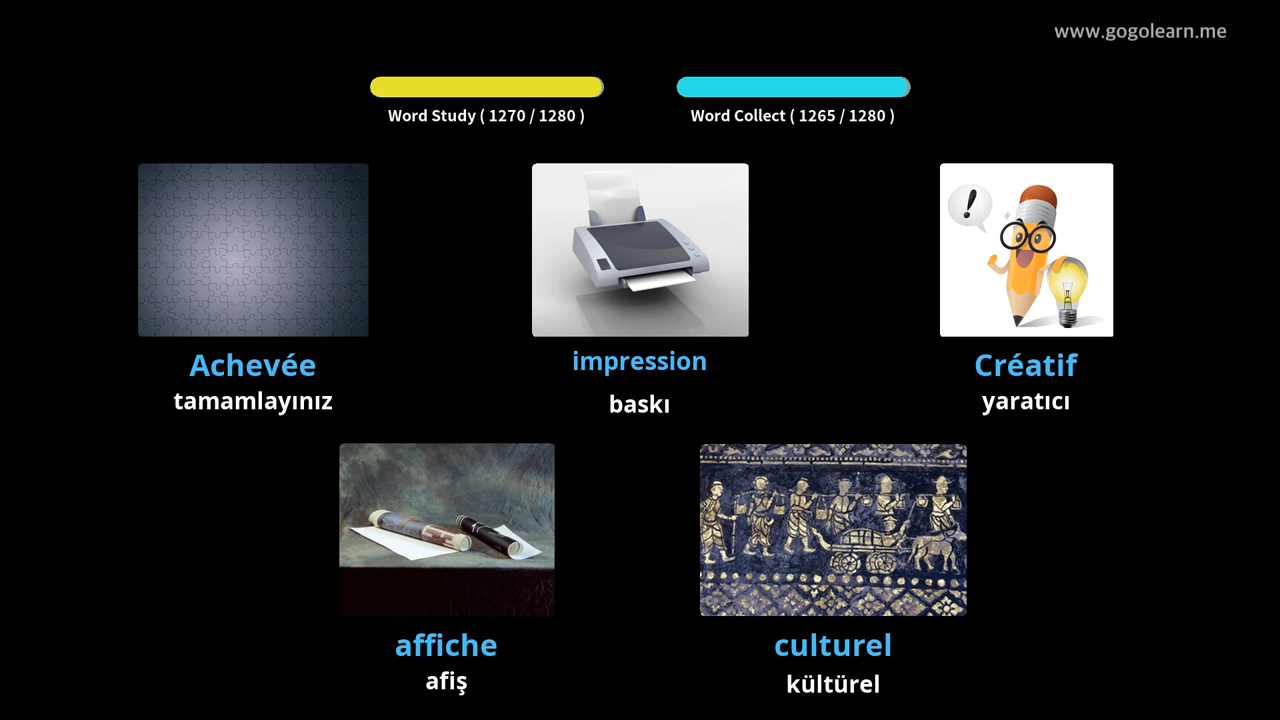 www.gogolearn.me
Word Study ( 1270 / 1280 )
Word Collect ( 1265 / 1280 )
!
Achevée
tamamlayınız
impression
baskı
Créatif
yaratıcı
affiche
afiş
culturel
kültürel